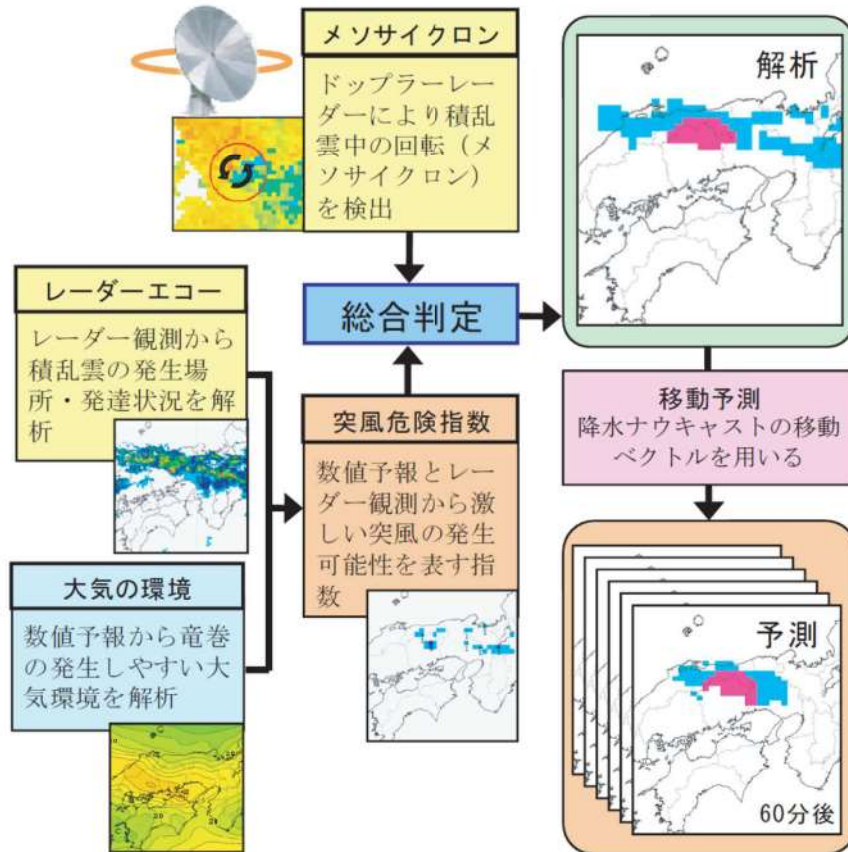 メソサイクロン
ドップラーレー
ダーにより積乱
雲中の回転（メ
ソサイクロン）
を検出
レーダーエコー
レーダー観測から
積乱雲の発生場
所・発達状況を解
析
大気の環境
数値予報から竜巻
の発生しやすい大
気環境を解析
20
突風危険指数
数値予報とレー
ダー観測から激
しい突風の発生
可能性を表す指
数
総合判定
解析
移動予測
降水ナウキャストの移動
ベクトルを用いる
予測
60分後